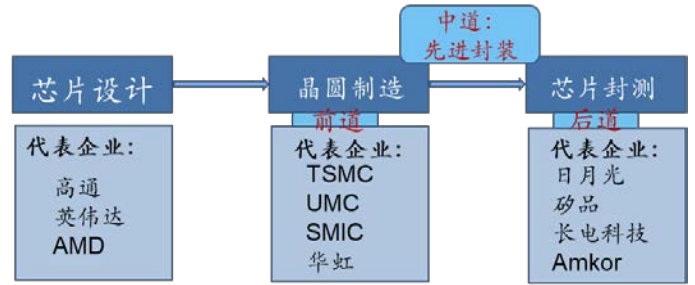 中道：
先进封装
芯片设计
晶圆制造
芯片封测
前道
后道
代表企业：
高通
英伟达
AMD
代表企业：
TSMC
UMC
SMIC
华虹
代表企业：
日月光
矽品
长电科技
Amkor